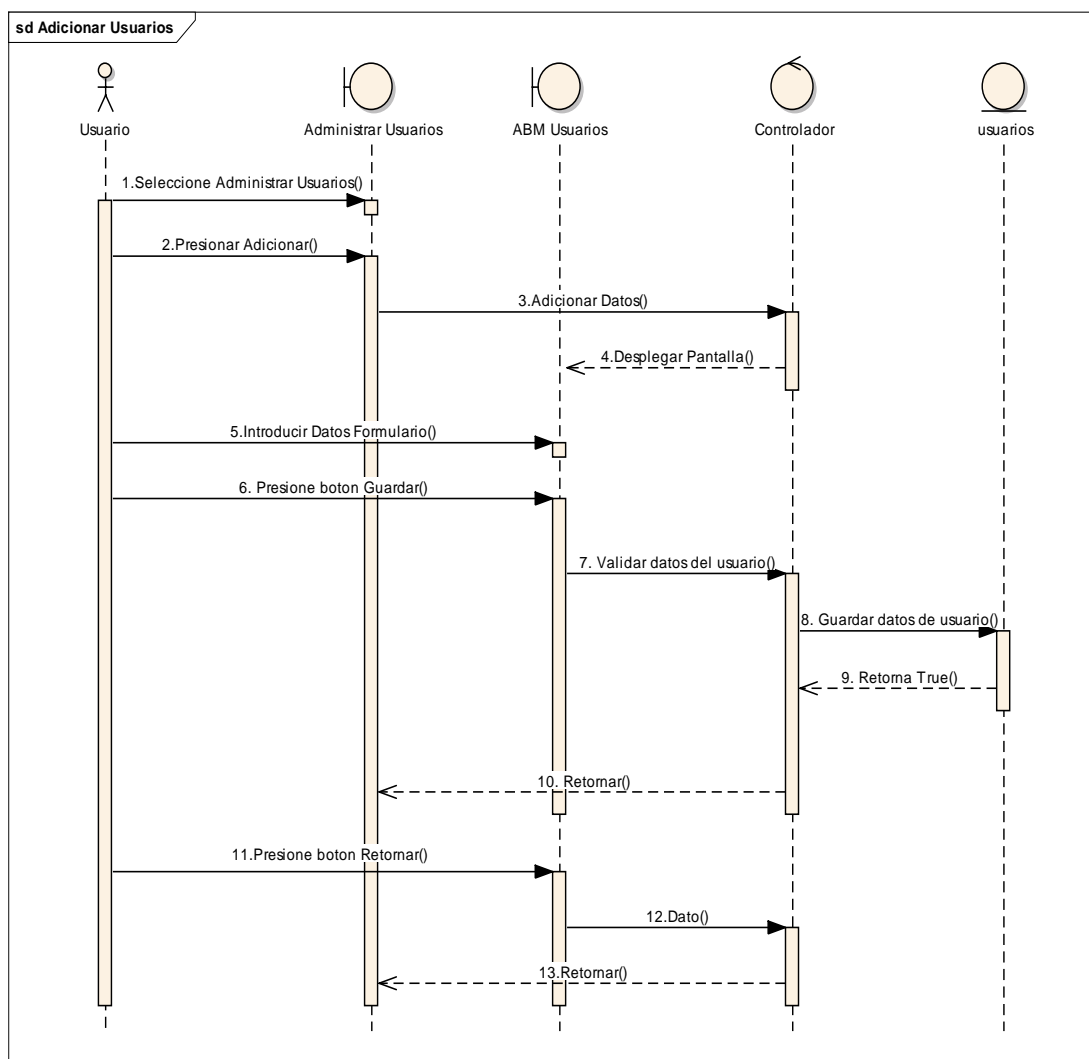 sd Adicionar Usuarios
Usuario
Administrar Usuarios
ABM Usuarios
Controlador
usuarios
1.Seleccione Administrar Usuarios()
2.Presionar Adicionar()
3.Adicionar Datos()
4.Desplegar Pantalla()
5.Introducir Datos Formulario()
6. Presione boton Guardar()
7. Validar datos del usuario()
8. Guardar datos de usuario()
9. Retorna True()
10. Retornar()
11.Presione boton Retornar()
12.Dato()
13.Retornar()